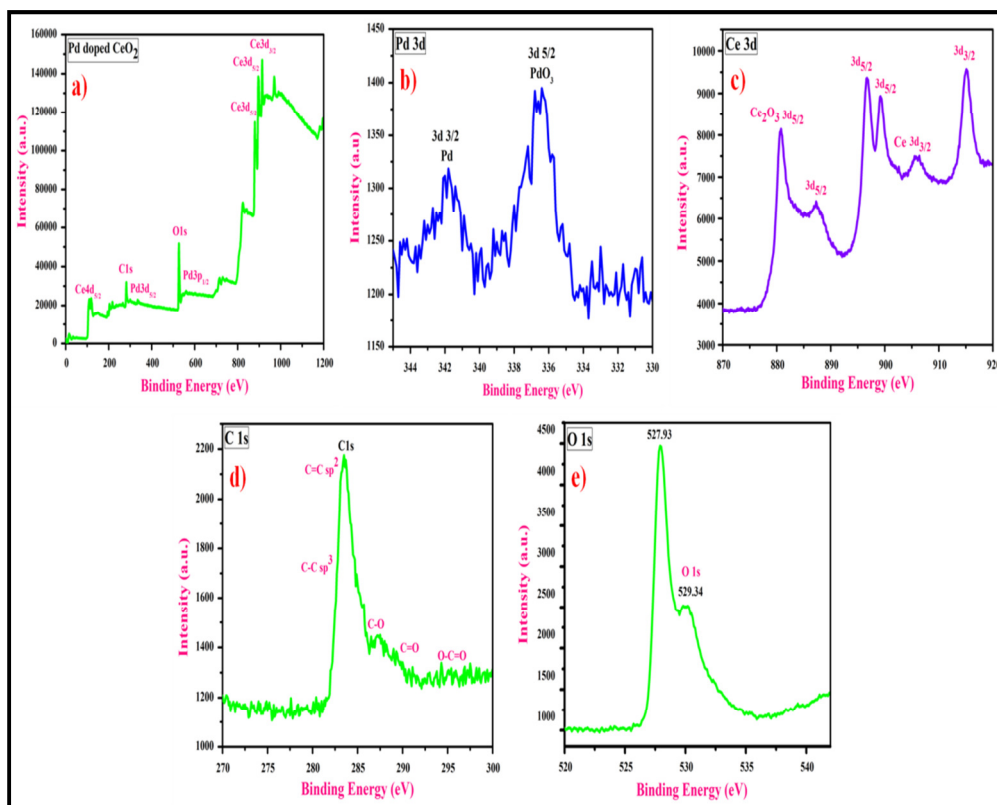 Pd doped CeO₂
a)
Intensity (a.u.)
160000
140000
120000
100000
80000
60000
40000
20000
0
Ce3d₃/₂
Ce3d₅/₂
Ce4d₅/₂
C1s
Pd3d₅/₂
O1s
Pd3p₁/₂
0 200 400 600 800 1000 1200
Binding Energy (eV)
Pd 3d
b)
Intensity (a.u.)
1450
1400
1350
1300
1250
1200
1150
3d 3/2
Pd
3d 5/2
PdO₃
344 342 340 338 336 334 332 330
Binding Energy (eV)
Ce 3d
c)
Intensity (a.u.)
10000
9000
8000
7000
6000
5000
4000
3000
Ce₂O₃ 3d₅/₂
3d₅/₂
3d₅/₂
3d₅/₂
Ce 3d₃/₂
3d₃/₂
870 880 890 900 910 920
Binding Energy (eV)
C 1s
d)
Intensity (a.u.)
2200
2000
1800
1600
1400
1200
1000
C1s
C=C sp²
C-C sp³
C-O
C=O
O-C=O
270 275 280 285 290 295 300
Binding Energy (eV)
O 1s
e)
Intensity (a.u.)
4500
4000
3500
3000
2500
2000
1500
1000
527.93
O 1s
529.34
520 525 530 535 540
Binding Energy (eV)